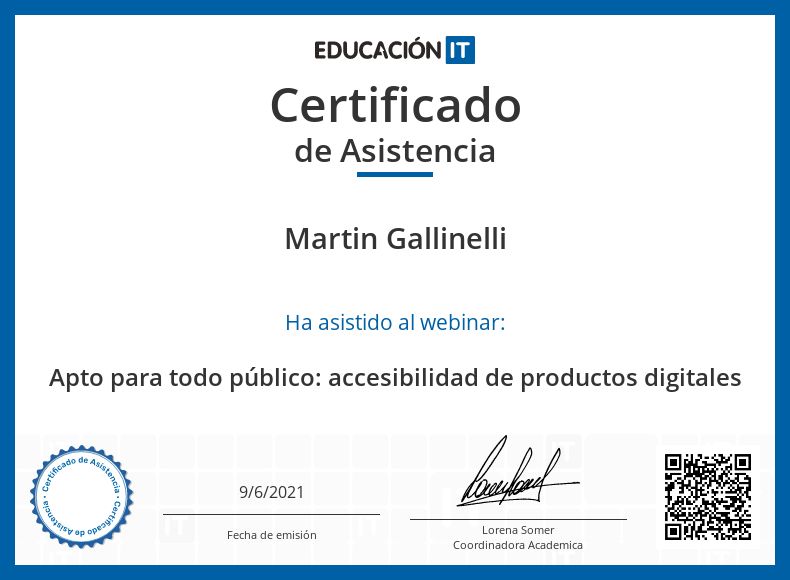 EDUCACIÓN IT
Certificado
de Asistencia
Martin Gallinelli
Ha asistido al webinar:
Apto para todo público: accesibilidad de productos digitales
Certificado de Asistencia · Certificado de Asistencia ·
9/6/2021
Fecha de emisión
Lorena Somer
Coordinadora Academica